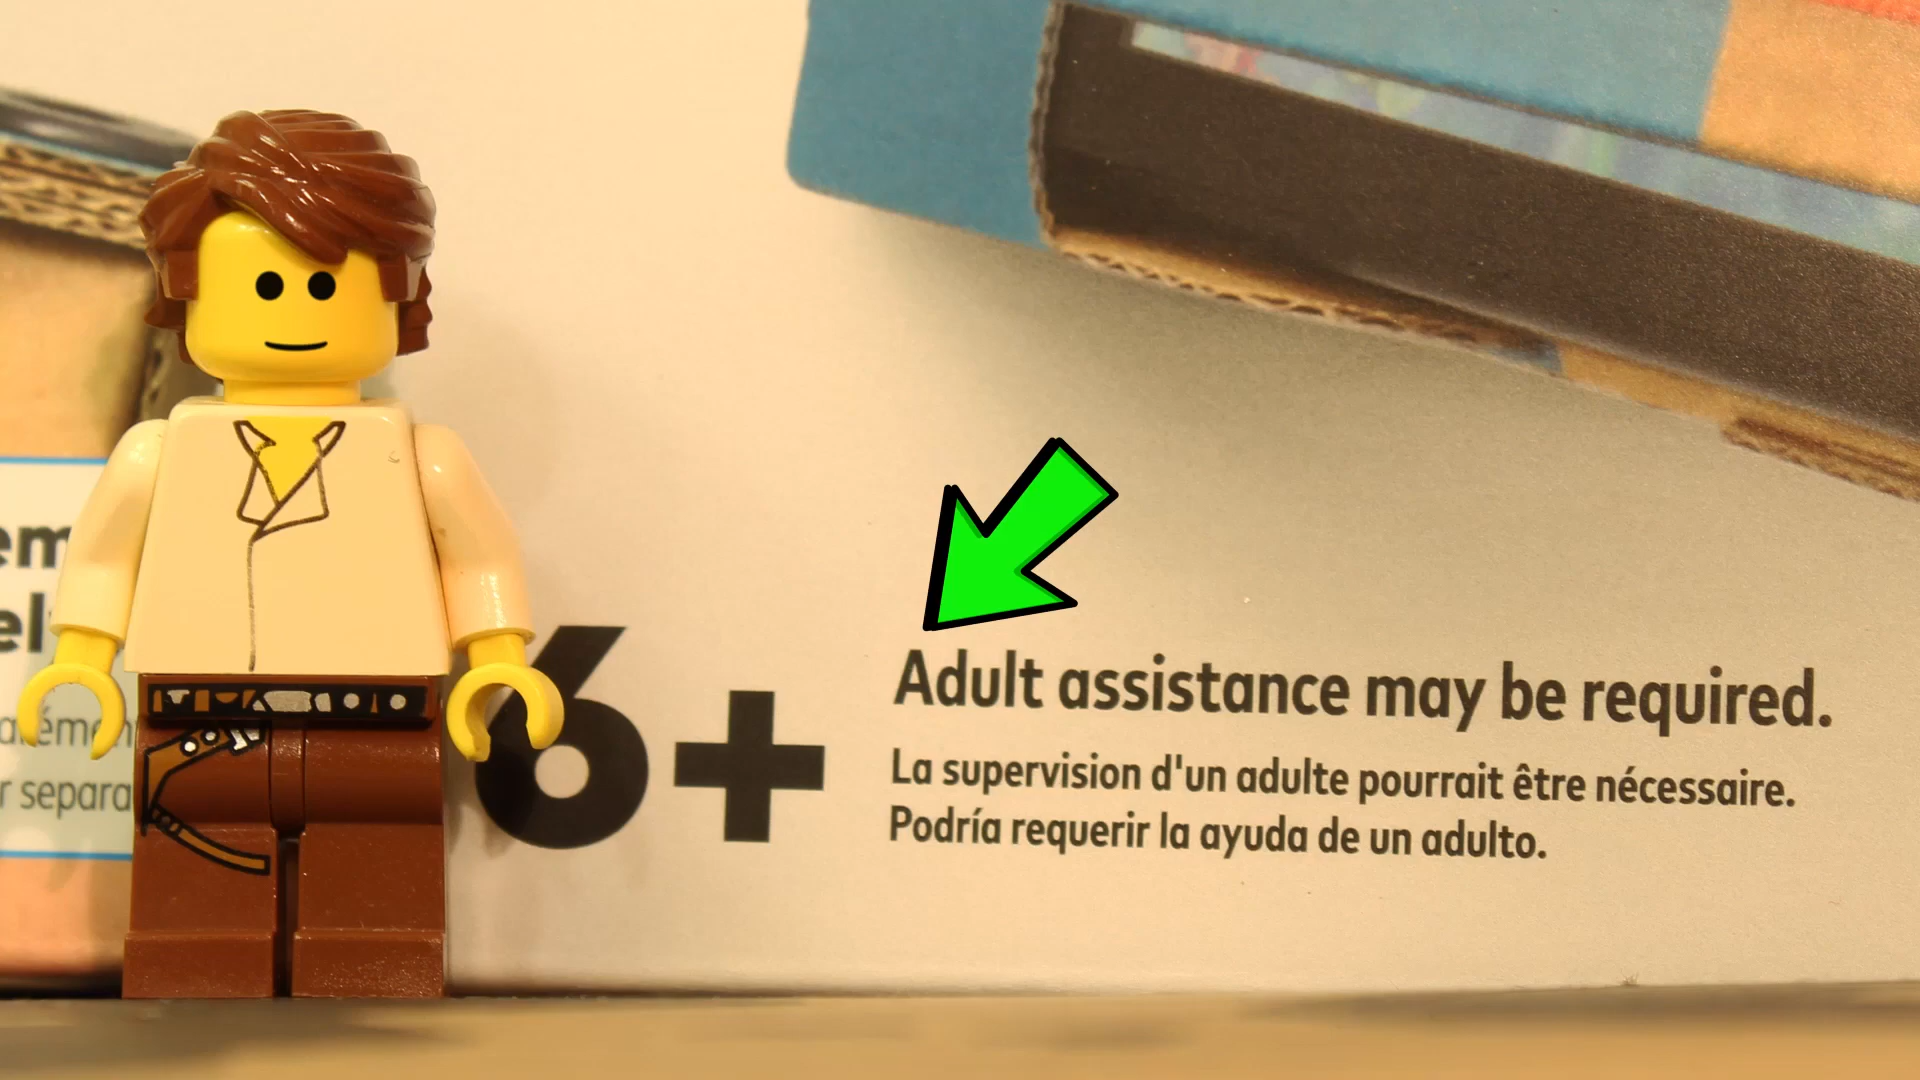 6+
Adult assistance may be required.
La supervision d'un adulte pourrait être nécessaire.
Podría requerir la ayuda de un adulto.